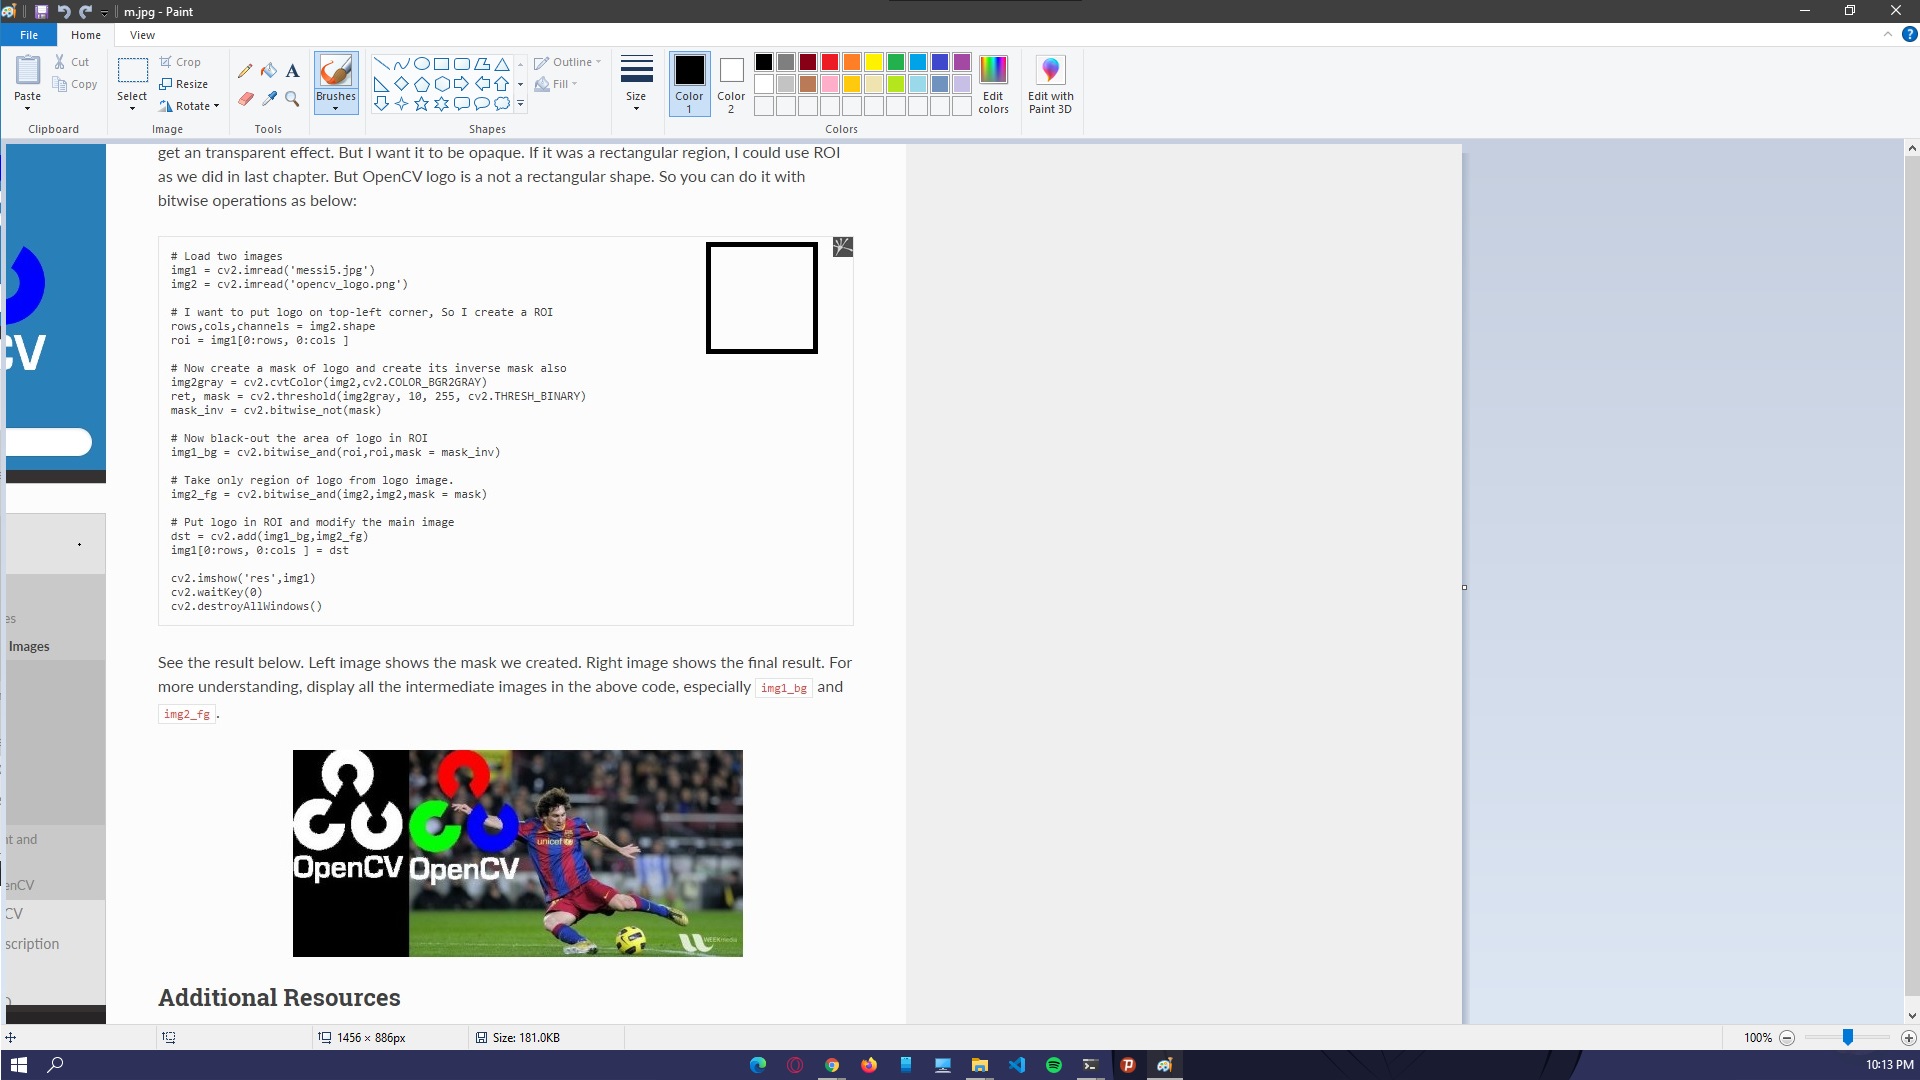 m.jpg - Paint
File Home View
Paste
Cut
Copy
Clipboard
Select
Crop
Resize
Rotate
Image
A
Tools
Brushes
Outline
Fill
Shapes
Size
Color
1
Color
2
Edit
colors
Edit with
Paint 3D
Colors
get an transparent effect. But I want it to be opaque. If it was a rectangular region, I could use ROI
as we did in last chapter. But OpenCV logo is a not a rectangular shape. So you can do it with
bitwise operations as below:
# Load two images
img1 = cv2.imread('messi5.jpg')
img2 = cv2.imread('opencv_logo.png')
# I want to put logo on top-left corner, So I create a ROI
rows,cols,channels = img2.shape
roi = img1[0:rows, 0:cols ]
# Now create a mask of logo and create its inverse mask also
img2gray = cv2.cvtColor(img2,cv2.COLOR_BGR2GRAY)
ret, mask = cv2.threshold(img2gray, 10, 255, cv2.THRESH_BINARY)
mask_inv = cv2.bitwise_not(mask)
# Now black-out the area of logo in ROI
img1_bg = cv2.bitwise_and(roi,roi,mask = mask_inv)
# Take only region of logo from logo image.
img2_fg = cv2.bitwise_and(img2,img2,mask = mask)
# Put logo in ROI and modify the main image
dst = cv2.add(img1_bg,img2_fg)
img1[0:rows, 0:cols ] = dst
cv2.imshow('res',img1)
cv2.waitKey(0)
cv2.destroyAllWindows()
See the result below. Left image shows the mask we created. Right image shows the final result. For
more understanding, display all the intermediate images in the above code, especially img1_bg and
img2_fg.
OpenCV OpenCV
unicef
Additional Resources
CV
es
Images
nt and
enCV
CV
scription
1456 × 886px
Size: 181.0KB
100%
10:13 PM